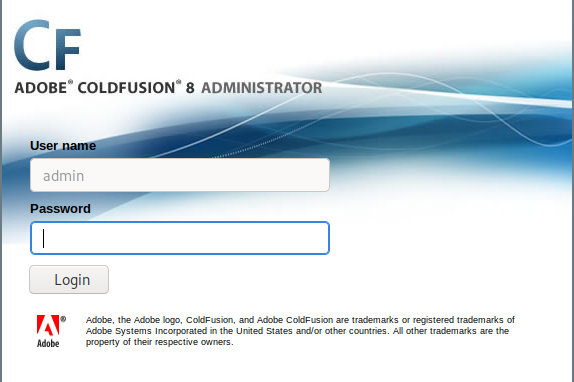 CF
ADOBE® COLDFUSION® 8 ADMINISTRATOR
User name
admin
Password
Login
Adobe, the Adobe logo, ColdFusion, and Adobe ColdFusion are trademarks or registered trademarks of
Adobe Systems Incorporated in the United States and/or other countries. All other trademarks are the
property of their respective owners.
®
Adobe